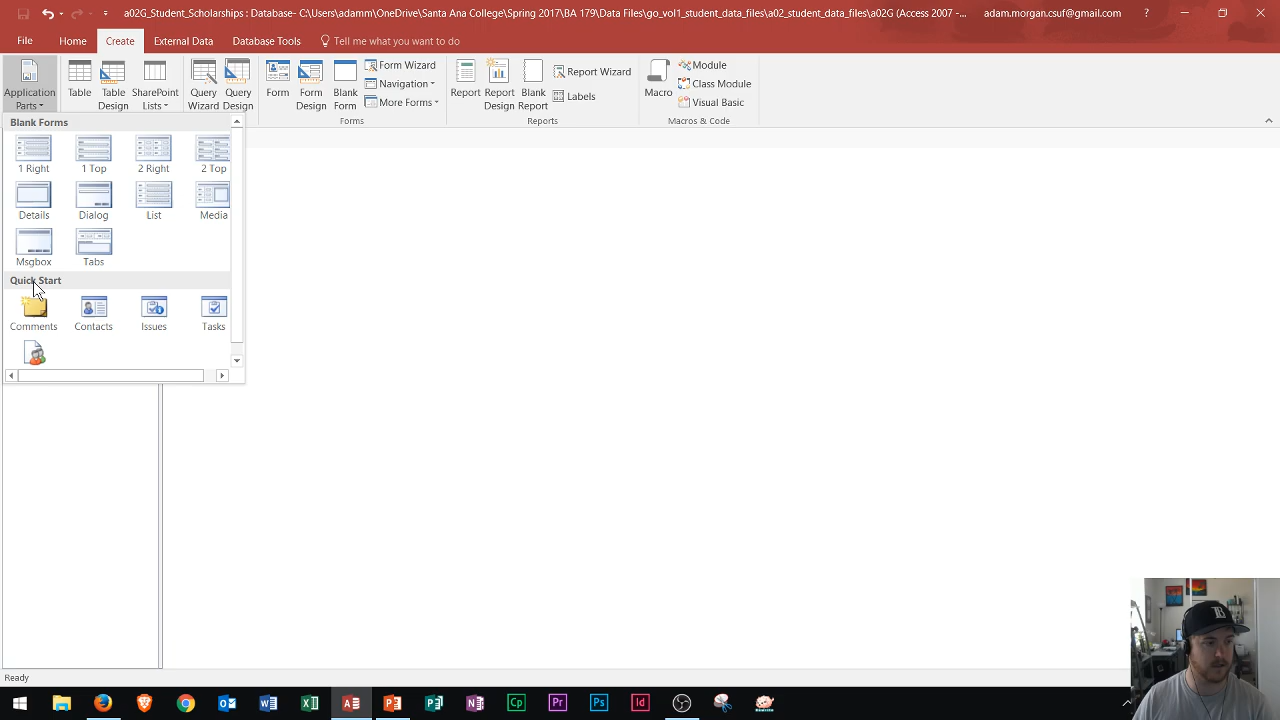 a02G_Student_Scholarships : Database- C:\Users\adamm\OneDrive\Santa Ana College\Spring 2017\BA 179\Data Files\go_vol1_student_data_files\a02_student_data_files\a02G (Access 2007 -... adam.morgan.csuf@gmail.com ?
File Home Create External Data Database Tools Tell me what you want to do
Application Parts
Table
Table Design
SharePoint Lists
Query Wizard
Query Design
Form
Form Design
Blank Form
Form Wizard
Navigation
More Forms
Forms
Report
Report Design
Blank Report
Report Wizard
Labels
Reports
Macro
Module
Class Module
Visual Basic
Macros & Code
Blank Forms
1 Right 1 Top 2 Right 2 Top
Details Dialog List Media
Msgbox Tabs
Quick Start
Comments Contacts Issues Tasks
Ready